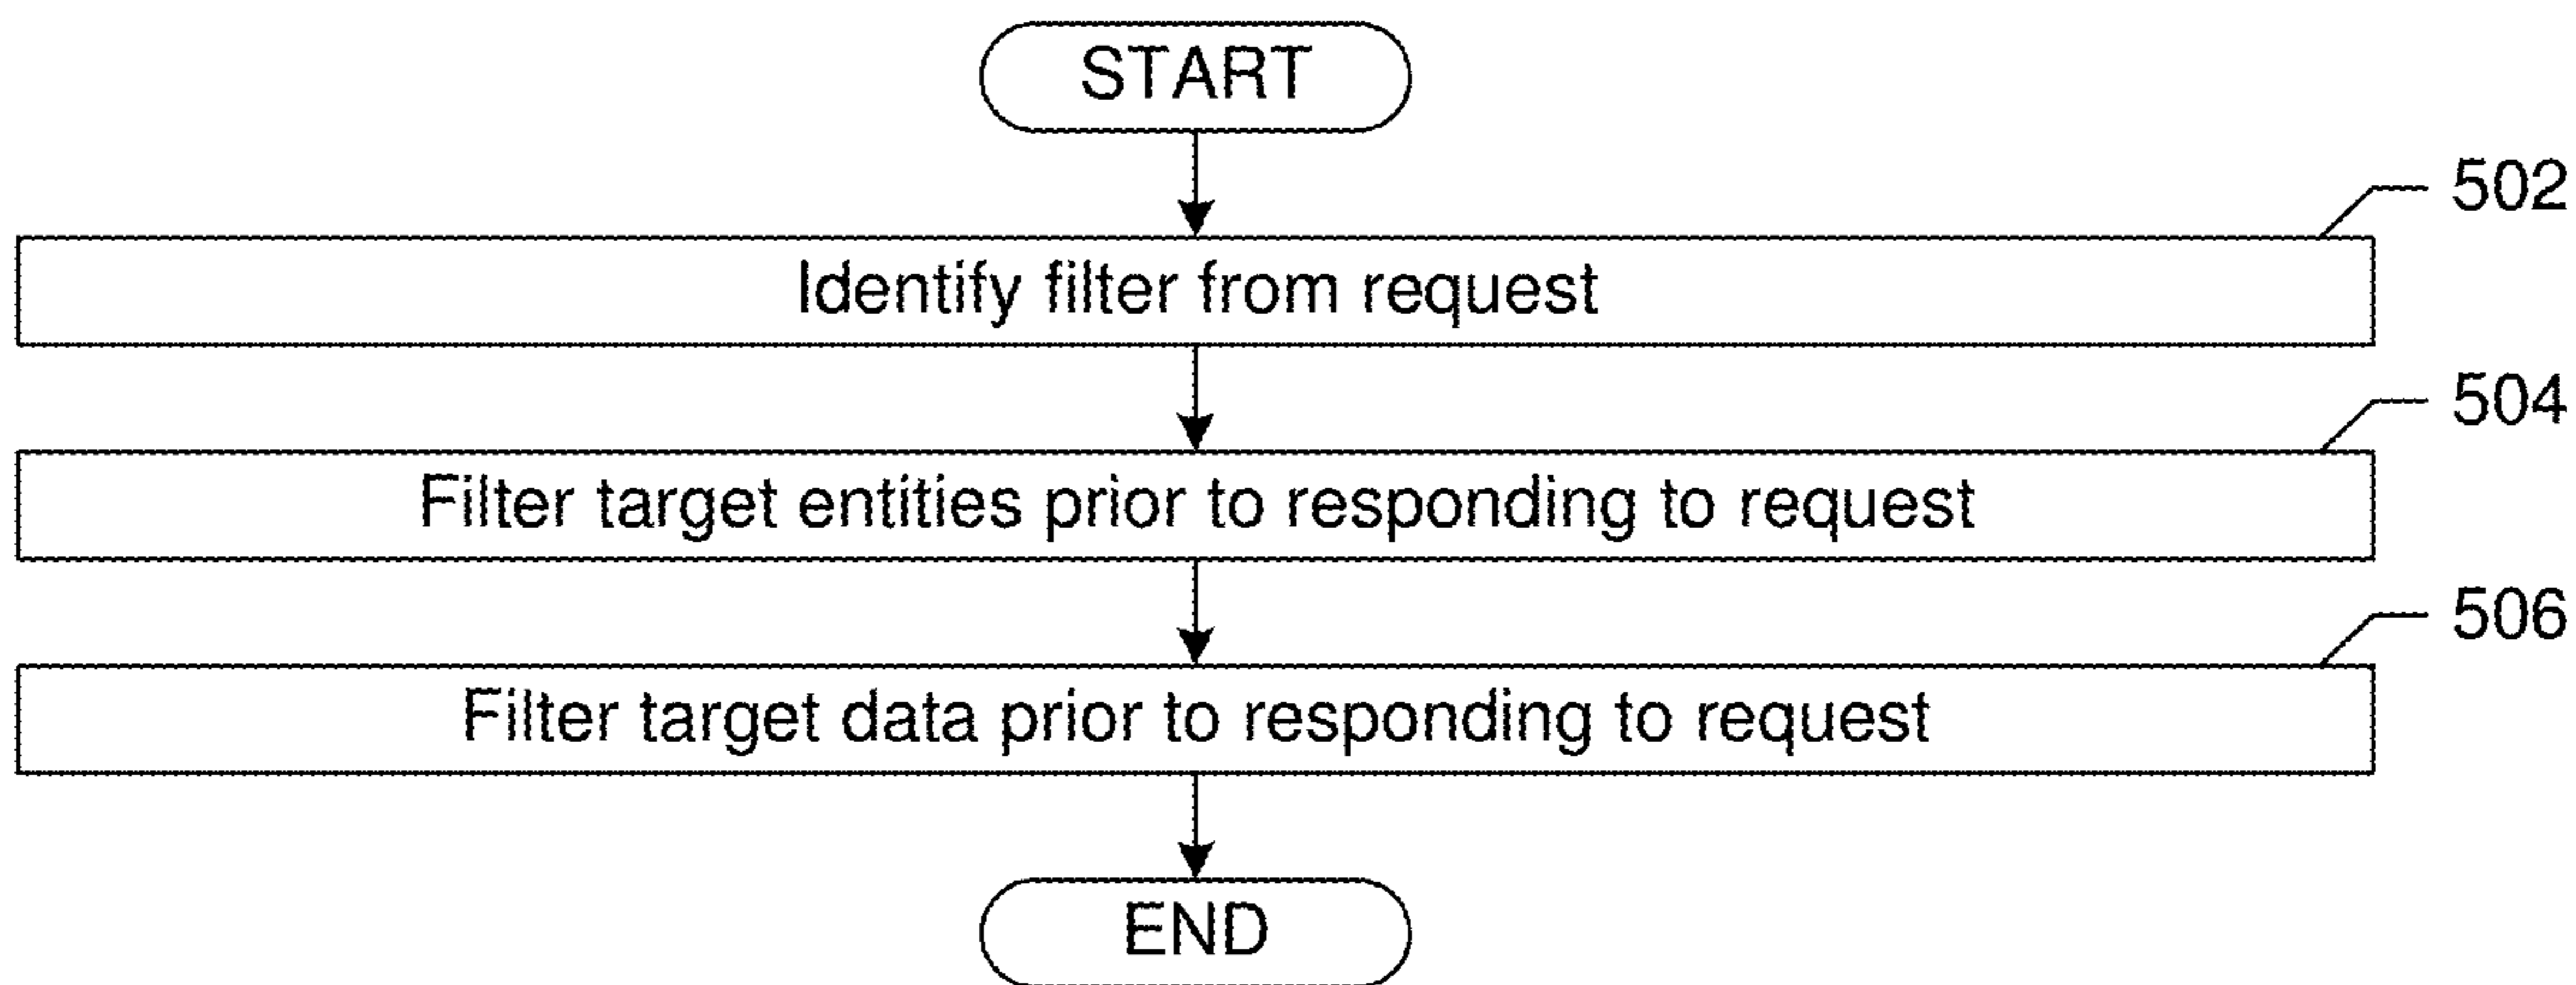 START
502
Identify filter from request
504
Filter target entities prior to responding to request
506
Filter target data prior to responding to request
END